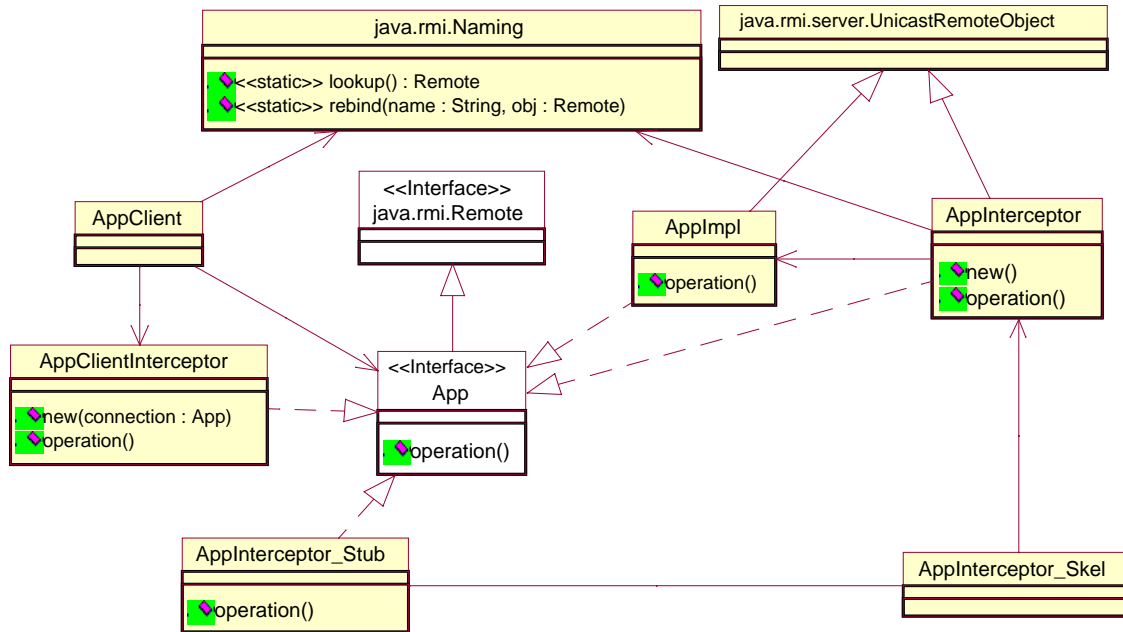 java.rmi.Naming
<<static>> lookup() : Remote
<<static>> rebind(name : String, obj : Remote)
java.rmi.server.UnicastRemoteObject
<<Interface>>
java.rmi.Remote
AppClient
AppImpl
operation()
AppInterceptor
new()
operation()
AppClientInterceptor
new(connection : App)
operation()
<<Interface>>
App
operation()
AppInterceptor_Stub
operation()
AppInterceptor_Skel